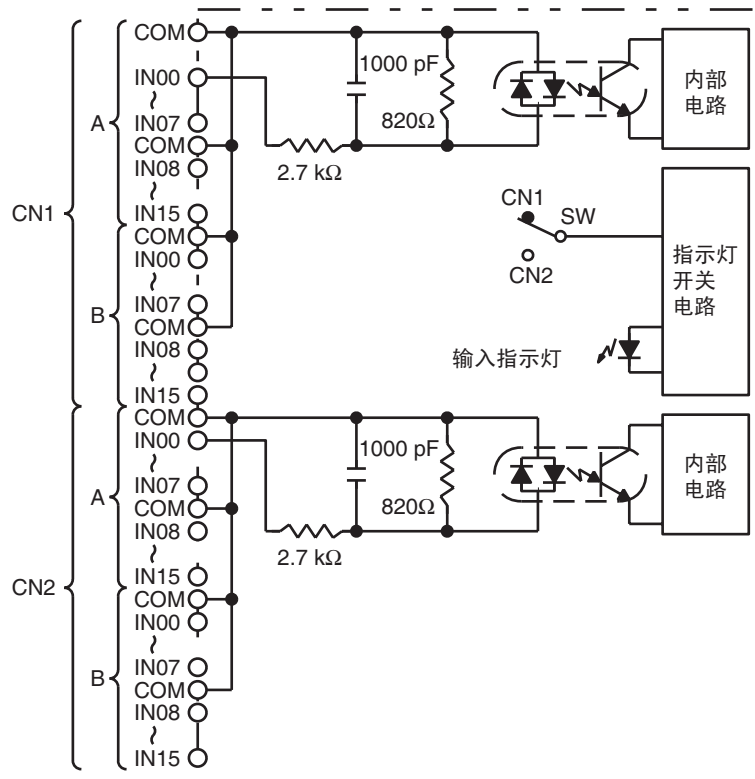 CN1
A
COM
IN00
~
IN07
COM
IN08
~
IN15
B
COM
IN00
~
IN07
COM
IN08
~
IN15
CN2
A
COM
IN00
~
IN07
COM
IN08
~
IN15
B
COM
IN00
~
IN07
COM
IN08
~
IN15
1000 pF
820Ω
2.7 kΩ
内部
电路
CN1
SW
CN2
指示灯
开关
电路
输入指示灯
1000 pF
820Ω
2.7 kΩ
内部
电路